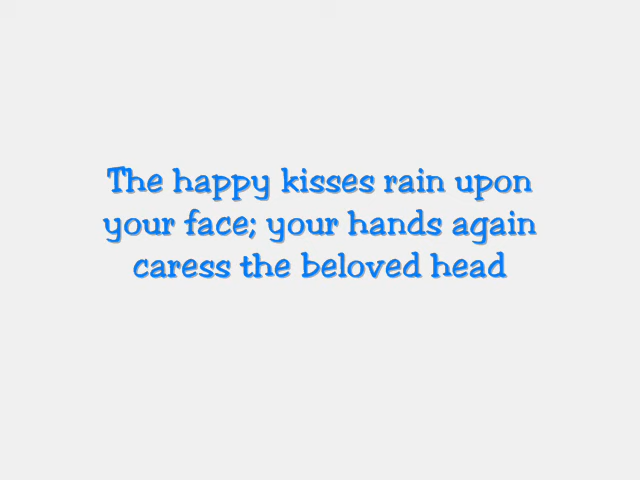 The happy kisses rain upon
your face; your hands again
caress the beloved head